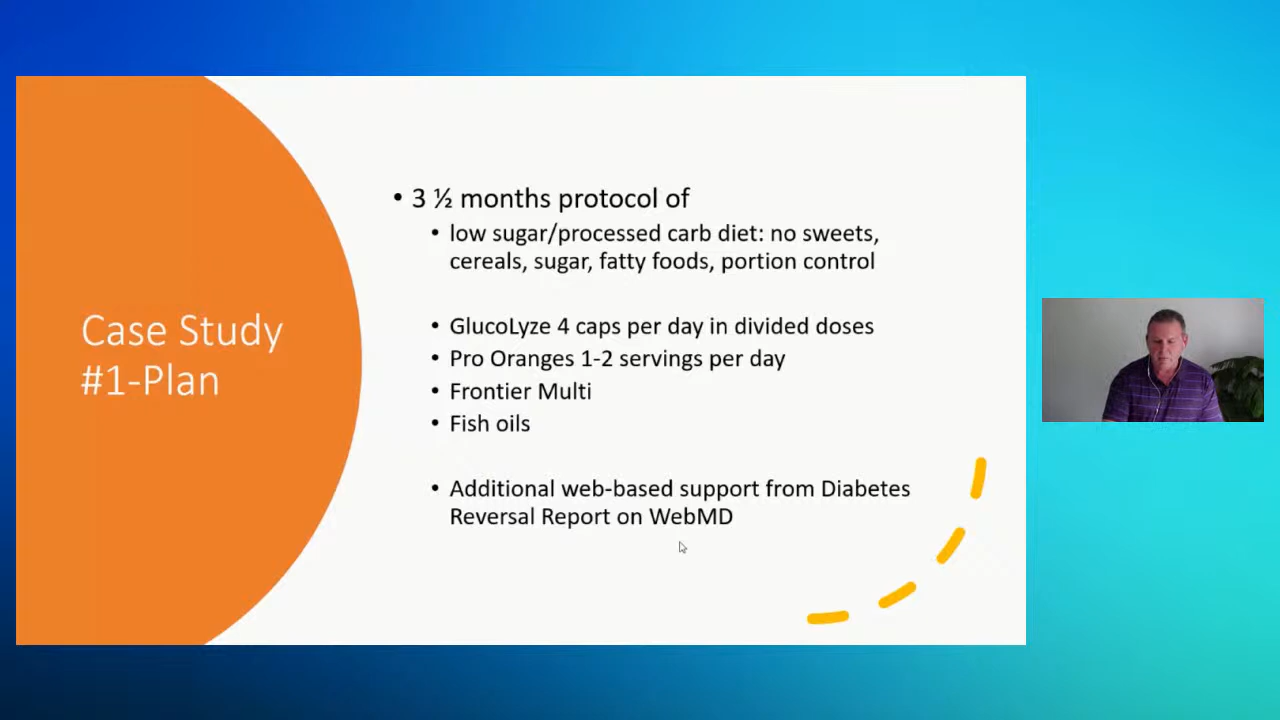 Case Study
#1-Plan
• 3 ½ months protocol of
• low sugar/processed carb diet: no sweets,
cereals, sugar, fatty foods, portion control
• GlucoLyze 4 caps per day in divided doses
• Pro Oranges 1-2 servings per day
• Frontier Multi
• Fish oils
• Additional web-based support from Diabetes
Reversal Report on WebMD